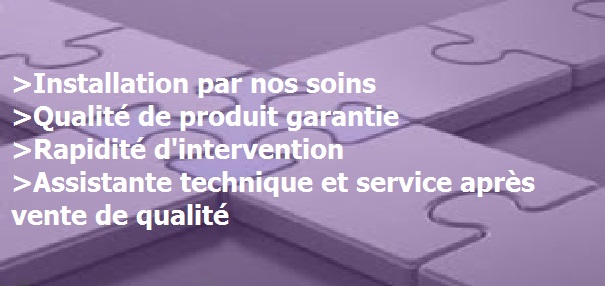 >Installation par nos soins
>Qualité de produit garantie
>Rapidité d'intervention
>Assistante technique et service après
vente de qualité